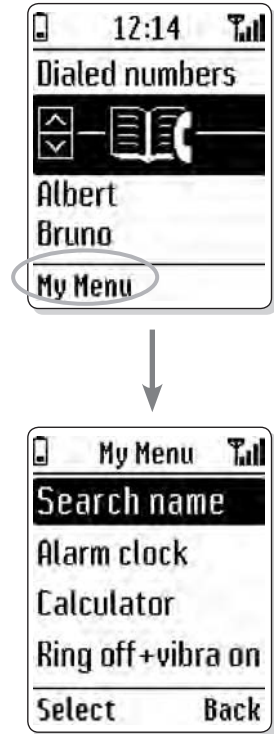 12:14
Dialed numbers
Albert
Bruno
My Menu
My Menu
Search name
Alarm clock
Calculator
Ring off+vibra on
Select Back